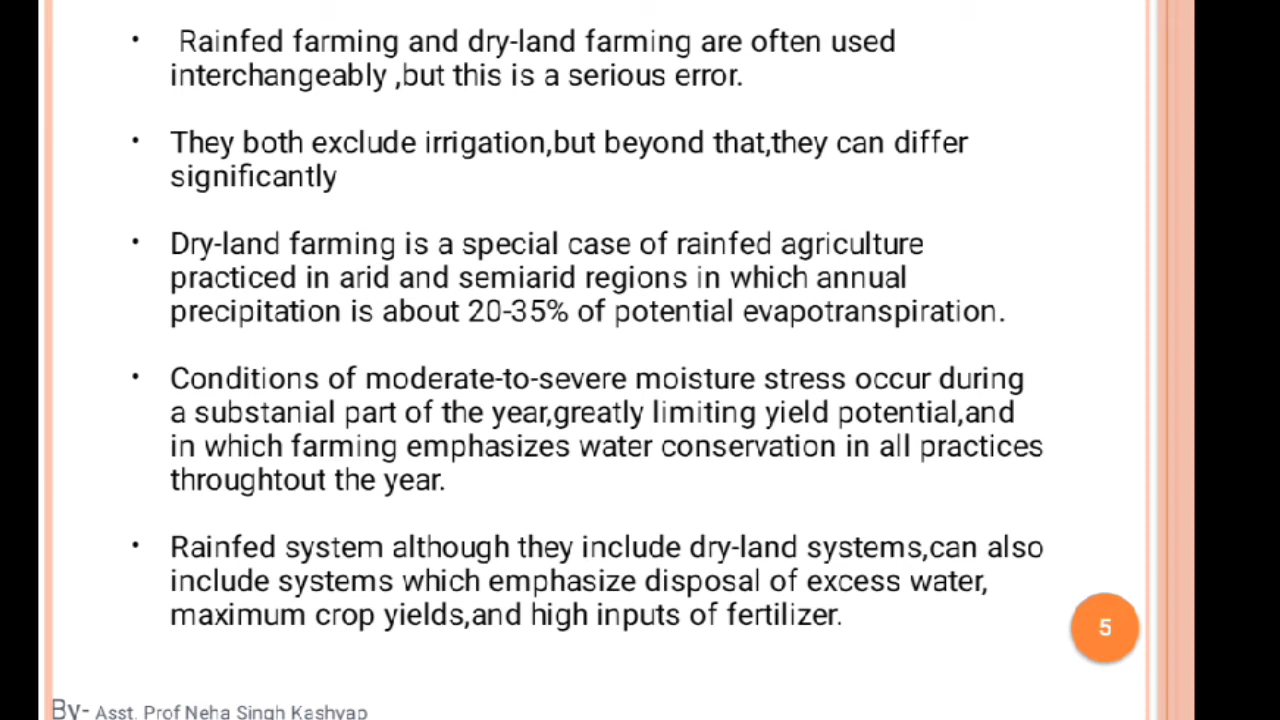 • Rainfed farming and dry-land farming are often used
interchangeably ,but this is a serious error.
• They both exclude irrigation,but beyond that,they can differ
significantly
• Dry-land farming is a special case of rainfed agriculture
practiced in arid and semiarid regions in which annual
precipitation is about 20-35% of potential evapotranspiration.
• Conditions of moderate-to-severe moisture stress occur during
a substanial part of the year,greatly limiting yield potential,and
in which farming emphasizes water conservation in all practices
throughtout the year.
• Rainfed system although they include dry-land systems,can also
include systems which emphasize disposal of excess water,
maximum crop yields,and high inputs of fertilizer.
5
By- Asst. Prof Neha Singh Kashyap